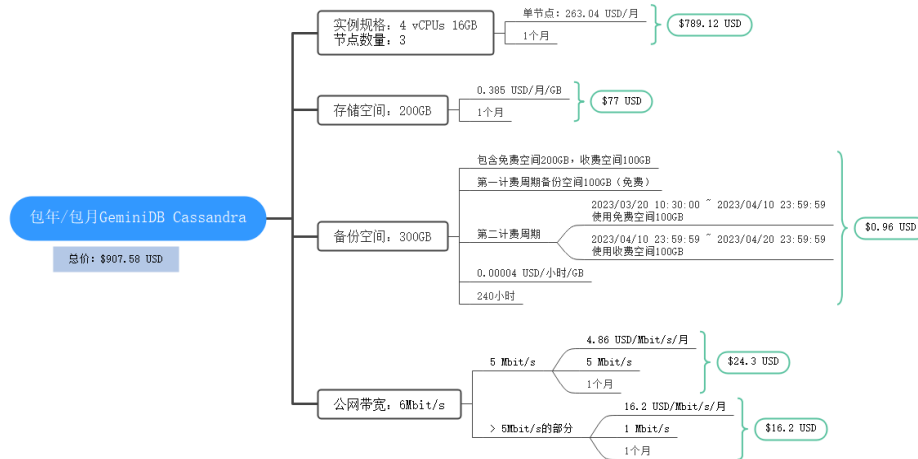 包年/包月GeminiDB Cassandra
总价: $907.58 USD
实例规格: 4 vCPUs 16GB
节点数量: 3
单节点: 263.04 USD/月
1个月
$789.12 USD
存储空间: 200GB
0.385 USD/月/GB
1个月
$77 USD
备份空间: 300GB
包含免费空间200GB，收费空间100GB
第一计费周期备份空间100GB（免费）
第二计费周期
2023/03/20 10:30:00 ~ 2023/04/10 23:59:59
使用免费空间100GB
2023/04/10 23:59:59 ~ 2023/04/20 23:59:59
使用收费空间100GB
0.00004 USD/小时/GB
240小时
$0.96 USD
公网带宽: 6Mbit/s
5 Mbit/s
4.86 USD/Mbit/s/月
5 Mbit/s
1个月
$24.3 USD
> 5Mbit/s的部分
16.2 USD/Mbit/s/月
1 Mbit/s
1个月
$16.2 USD